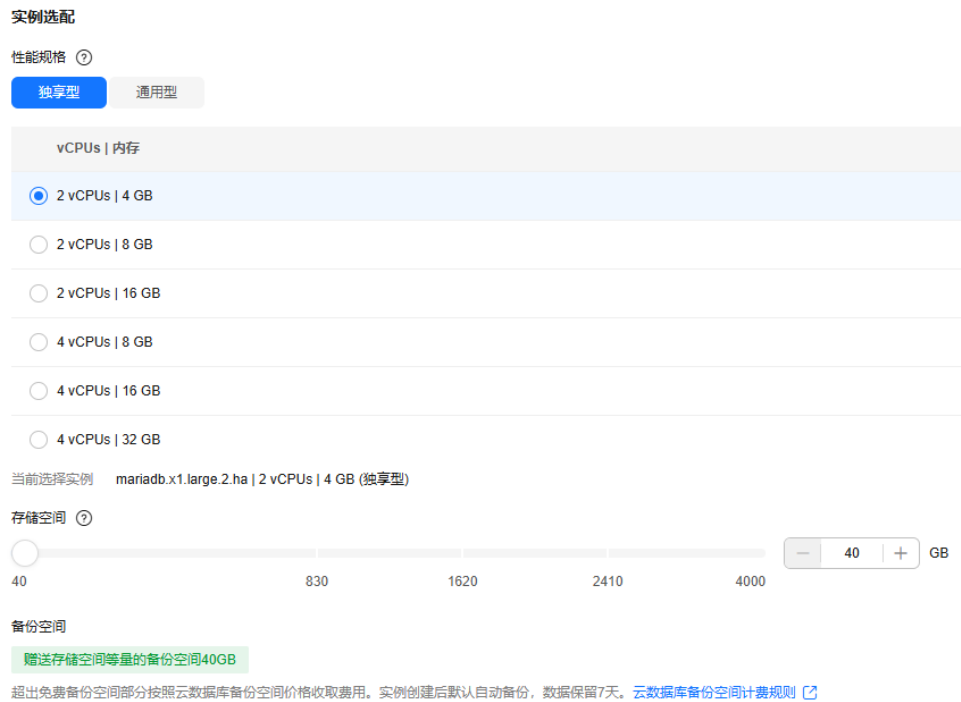 实例选配
性能规格 ?
独享型 通用型
vCPUs | 内存
2 vCPUs | 4 GB
2 vCPUs | 8 GB
2 vCPUs | 16 GB
4 vCPUs | 8 GB
4 vCPUs | 16 GB
4 vCPUs | 32 GB
当前选择实例 mariadb.x1.large.2.ha | 2 vCPUs | 4 GB (独享型)
存储空间 ?
— 40 + GB
40 830 1620 2410 4000
备份空间
赠送存储空间等量的备份空间40GB
超出免费备份空间部分按照云数据库备份空间价格收取费用。实例创建后默认自动备份，数据保留7天。云数据库备份空间计费规则